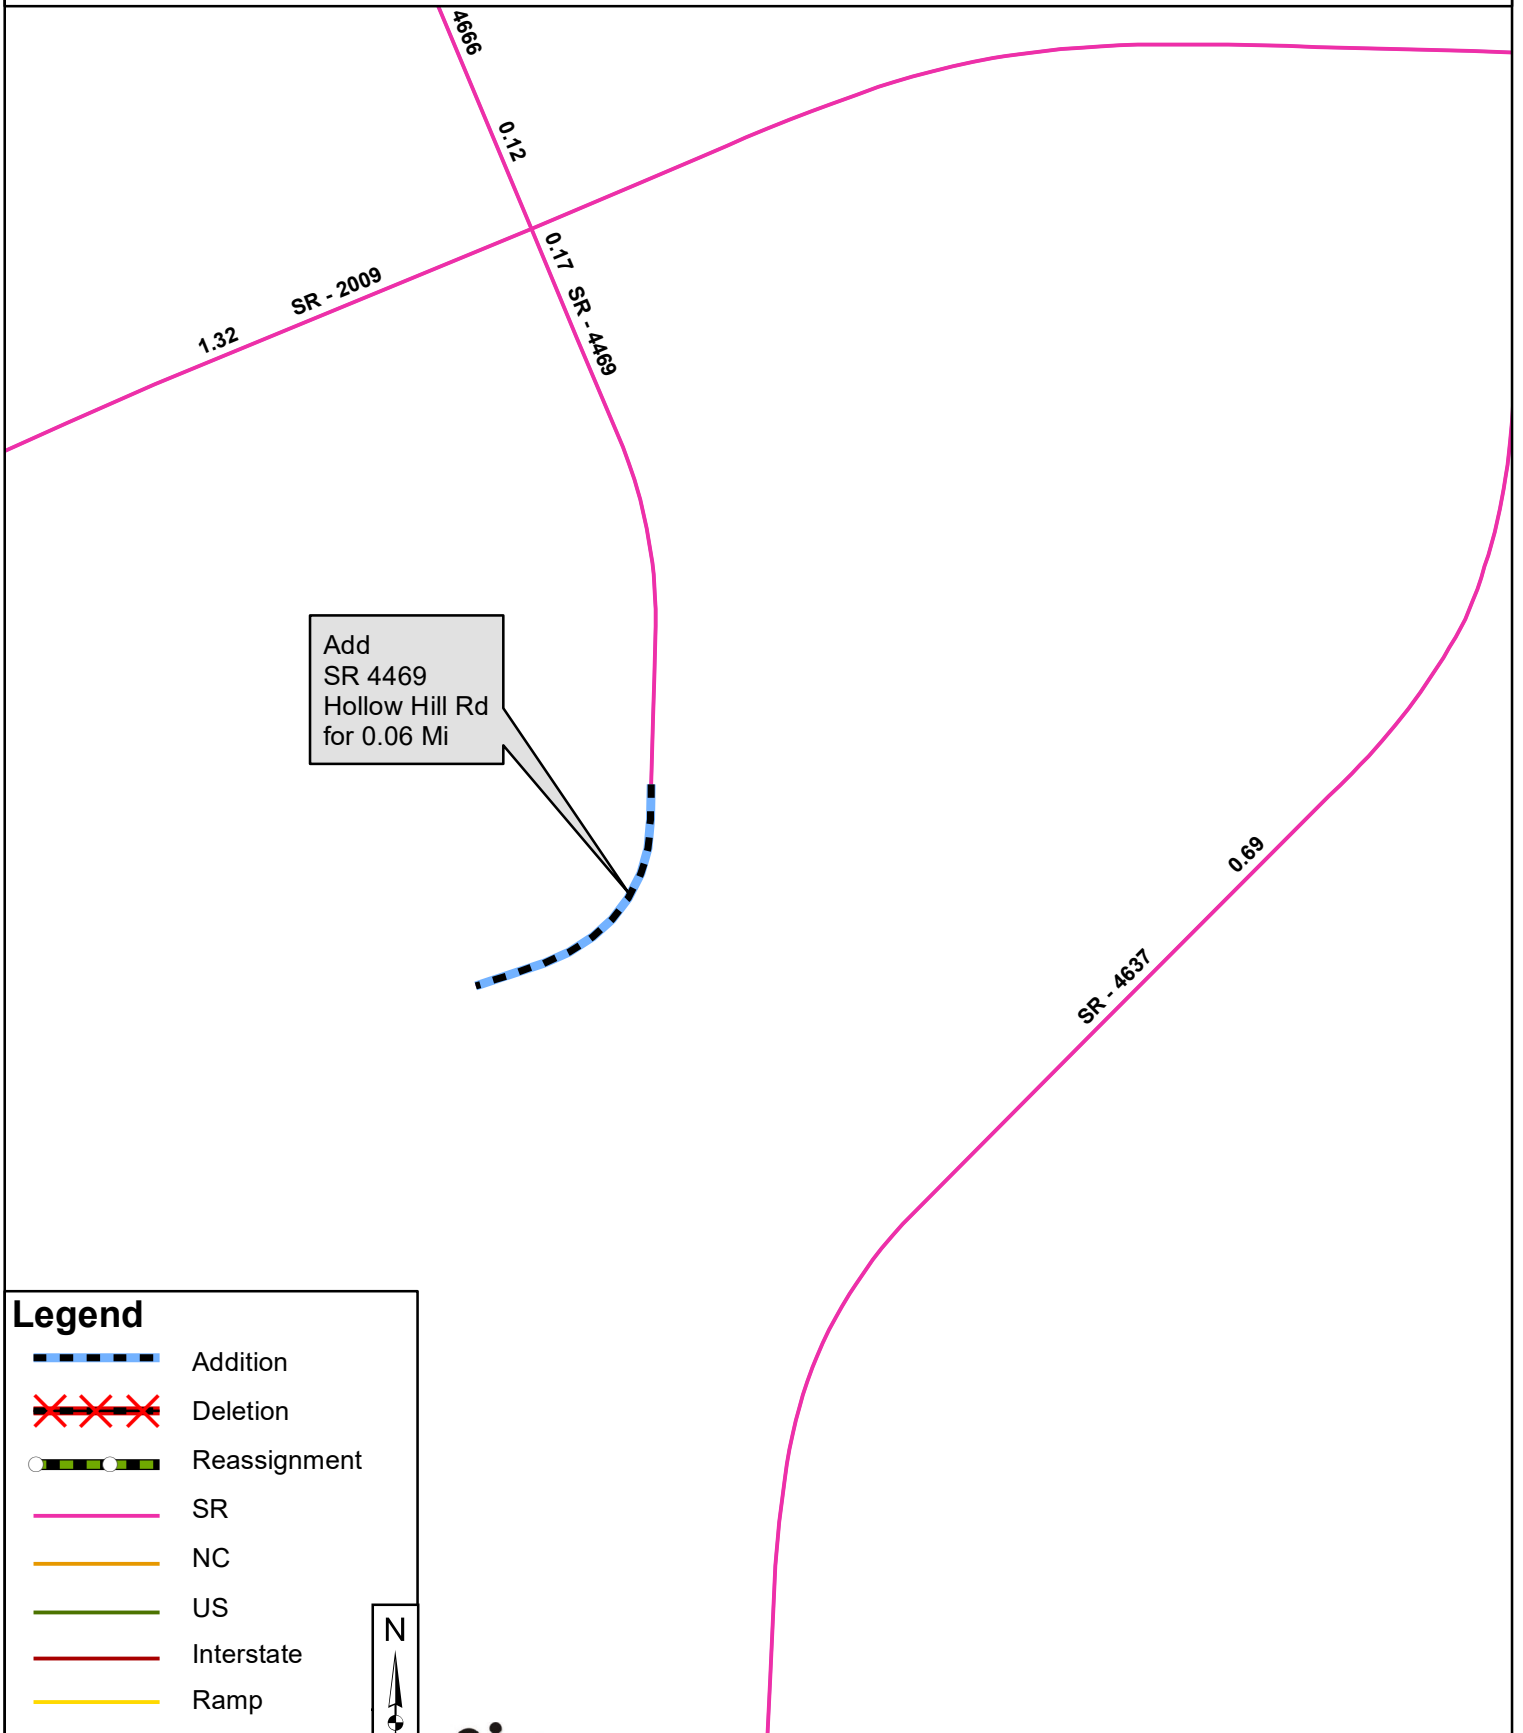 4666
0.12
0.17 SR - 4469
SR - 2009
1.32
Add
SR 4469
Hollow Hill Rd
for 0.06 Mi
0.69
SR - 4637
Legend
Addition
Deletion
Reassignment
SR
NC
US
Interstate
Ramp
N